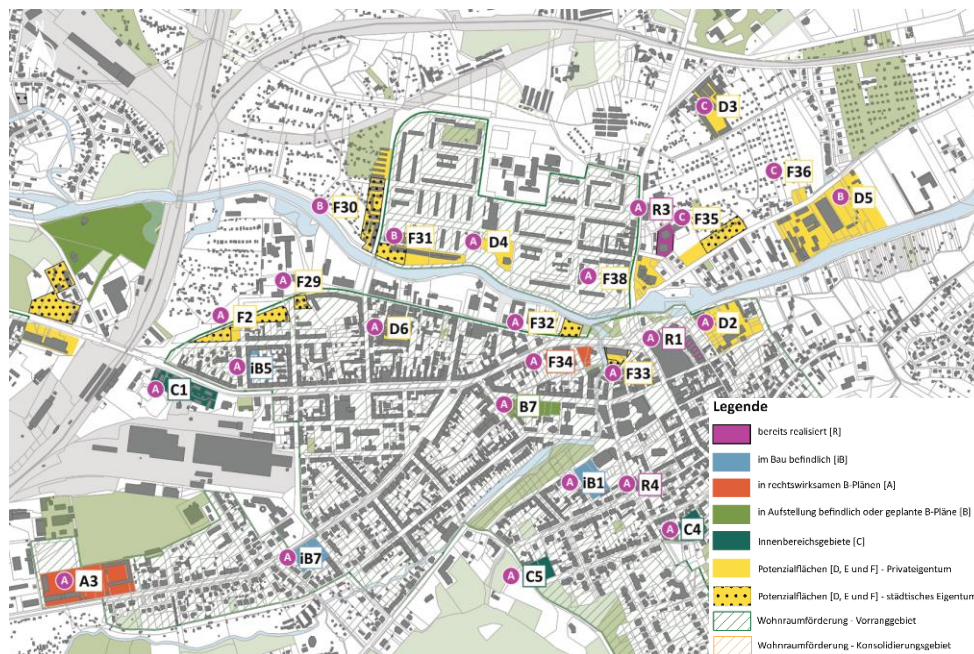 C D3
C F36
B D5
B F30
A R3
C F35
B F31
A D4
A F38
A F29
A F2
A D6
A F32
A D2
A R1
A F34
A iB5
A F33
A C1
A B7
Legende
bereits realisiert [R]
im Bau befindlich [iB]
in rechtswirksamen B-Plänen [A]
in Aufstellung befindlich oder geplante B-Pläne [B]
Innenbereichsgebiete [C]
Potenzialflächen [D, E und F] - Privateigentum
Potenzialflächen [D, E und F] - städtisches Eigentum
Wohnraumförderung - Vorranggebiet
Wohnraumförderung - Konsolidierungsgebiet
A iB1
A R4
A C4
A iB7
A C5
A A3